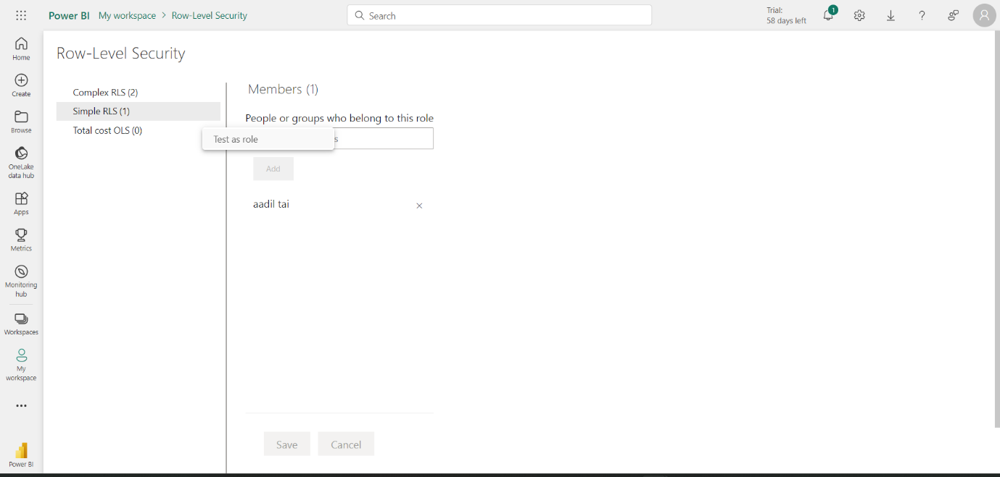 Power BI My workspace > Row-Level Security
Search
Trial:
58 days left
1
Home
Create
Browse
OneLake
data hub
Apps
Metrics
Monitoring
hub
Workspaces
My
workspace
Power BI
Row-Level Security
Complex RLS (2)
Simple RLS (1)
Total cost OLS (0)
Test as role
Members (1)
People or groups who belong to this role
s
Add
aadil tai
Save
Cancel